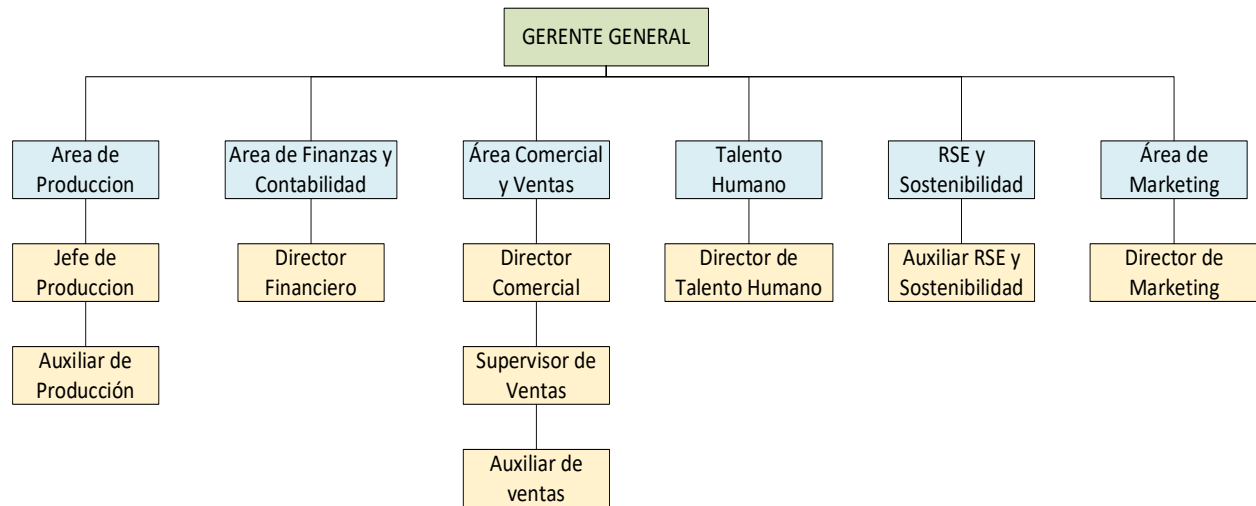 GERENTE GENERAL
Area de
Produccion
Area de Finanzas y
Contabilidad
Área Comercial
y Ventas
Talento
Humano
RSE y
Sostenibilidad
Área de
Marketing
Jefe de
Produccion
Director
Financiero
Director
Comercial
Director de
Talento Humano
Auxiliar RSE y
Sostenibilidad
Director de
Marketing
Auxiliar de
Producción
Supervisor de
Ventas
Auxiliar de
ventas